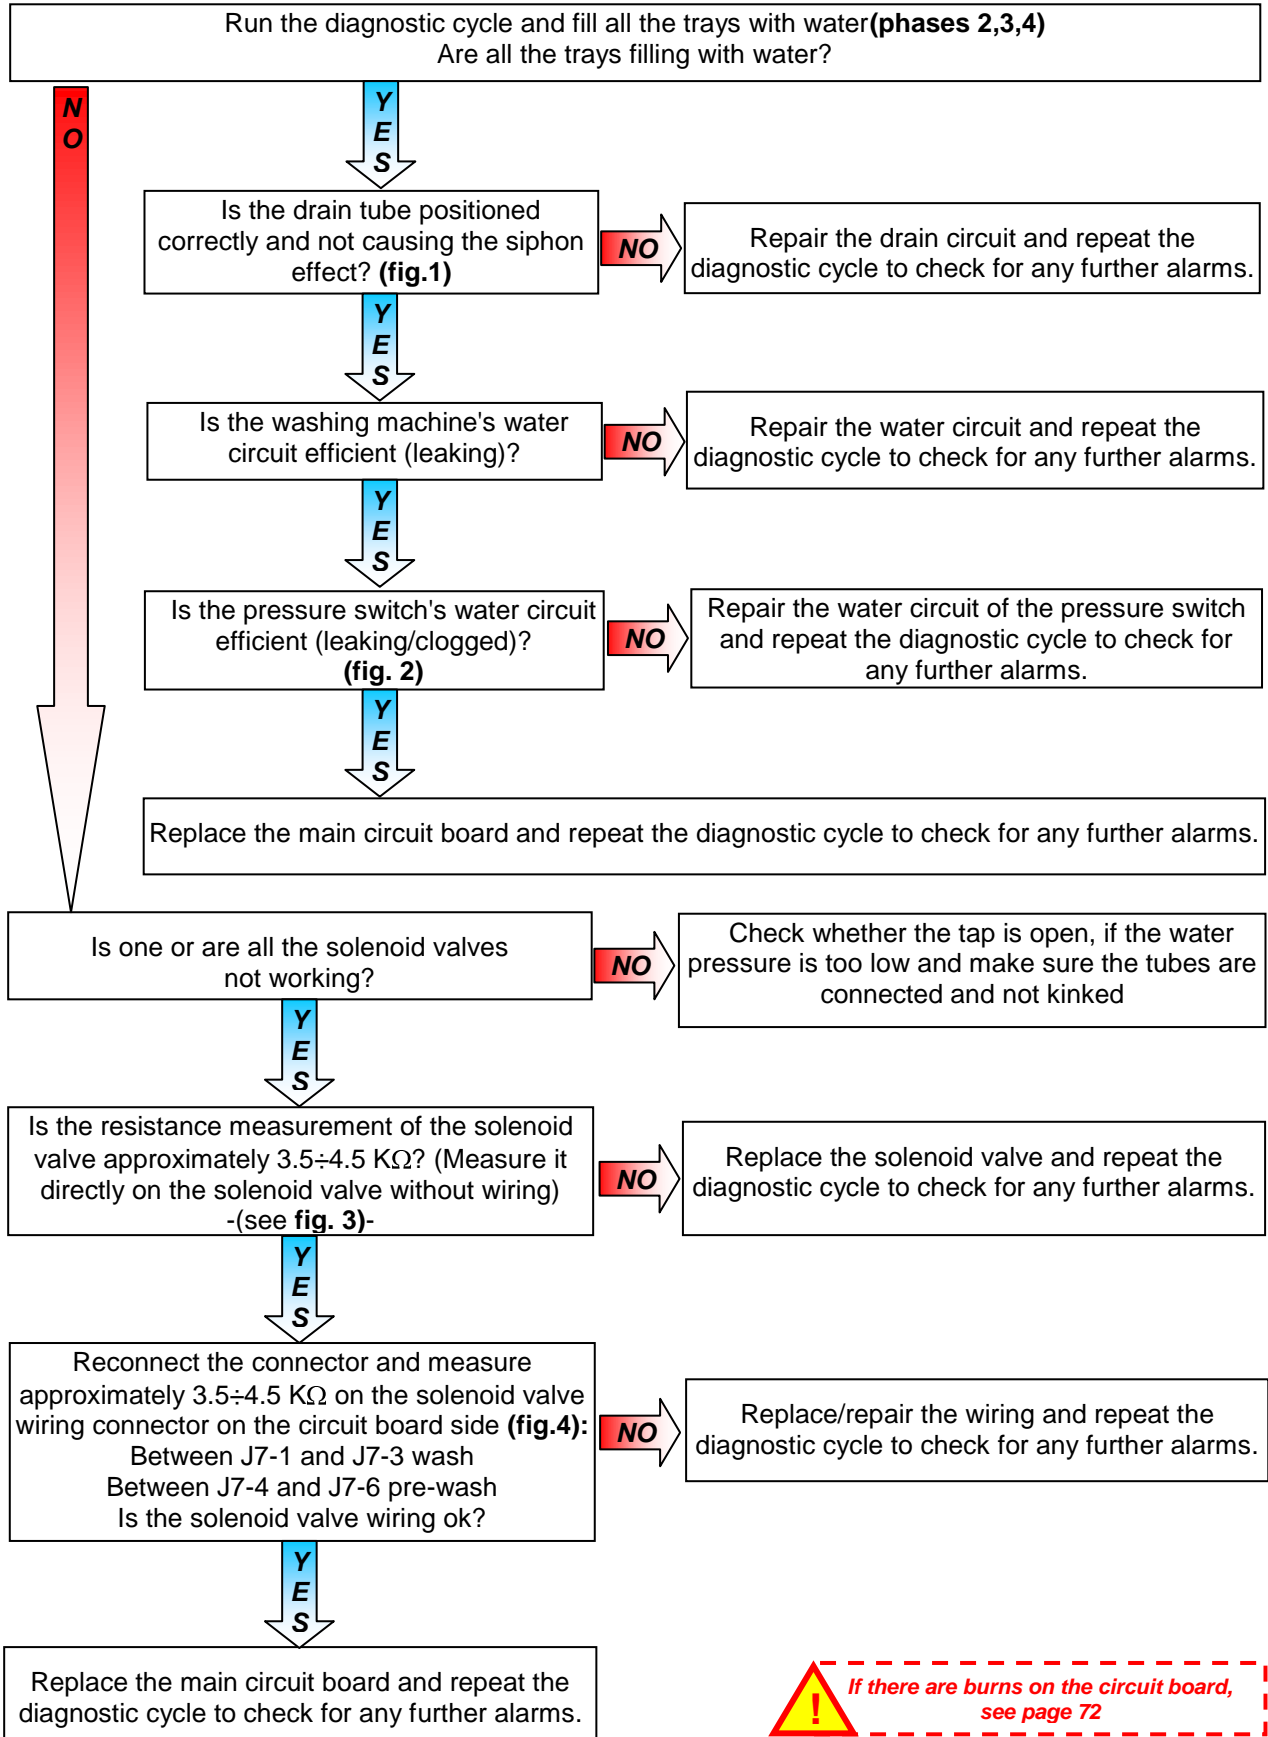 Run the diagnostic cycle and fill all the trays with water(phases 2,3,4)
Are all the trays filling with water?
N
O
Y
E
S
Is the drain tube positioned
correctly and not causing the siphon
effect? (fig.1)
NO
Repair the drain circuit and repeat the
diagnostic cycle to check for any further alarms.
Y
E
S
Is the washing machine's water
circuit efficient (leaking)?
NO
Repair the water circuit and repeat the
diagnostic cycle to check for any further alarms.
Y
E
S
Is the pressure switch's water circuit
efficient (leaking/clogged)?
(fig. 2)
NO
Repair the water circuit of the pressure switch
and repeat the diagnostic cycle to check for
any further alarms.
Y
E
S
Replace the main circuit board and repeat the diagnostic cycle to check for any further alarms.
Is one or are all the solenoid valves
not working?
NO
Check whether the tap is open, if the water
pressure is too low and make sure the tubes are
connected and not kinked
Y
E
S
Is the resistance measurement of the solenoid
valve approximately 3.5÷4.5 KΩ? (Measure it
directly on the solenoid valve without wiring)
-(see fig. 3)-
NO
Replace the solenoid valve and repeat the
diagnostic cycle to check for any further alarms.
Y
E
S
Reconnect the connector and measure
approximately 3.5÷4.5 KΩ on the solenoid valve
wiring connector on the circuit board side (fig.4):
Between J7-1 and J7-3 wash
Between J7-4 and J7-6 pre-wash
Is the solenoid valve wiring ok?
NO
Replace/repair the wiring and repeat the
diagnostic cycle to check for any further alarms.
Y
E
S
Replace the main circuit board and repeat the
diagnostic cycle to check for any further alarms.
!
If there are burns on the circuit board,
see page 72